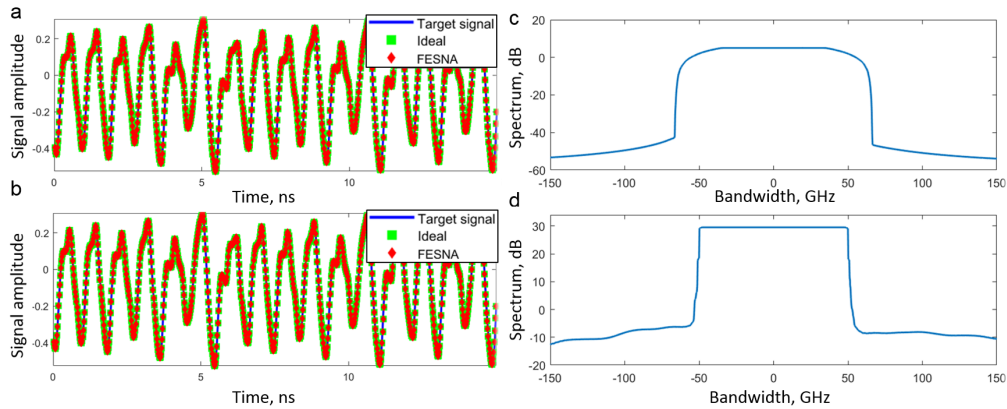 a
Target signal
Ideal
FESNA
Signal amplitude
0.2
0
-0.2
-0.4
0
5
10
Time, ns
b
Target signal
Ideal
FESNA
Signal amplitude
0.2
0
-0.2
-0.4
0
5
10
Time, ns
c
Spectrum, dB
20
0
-20
-40
-60
-150
-100
-50
0
50
100
150
Bandwidth, GHz
d
Spectrum, dB
30
20
10
0
-10
-20
-150
-100
-50
0
50
100
150
Bandwidth, GHz